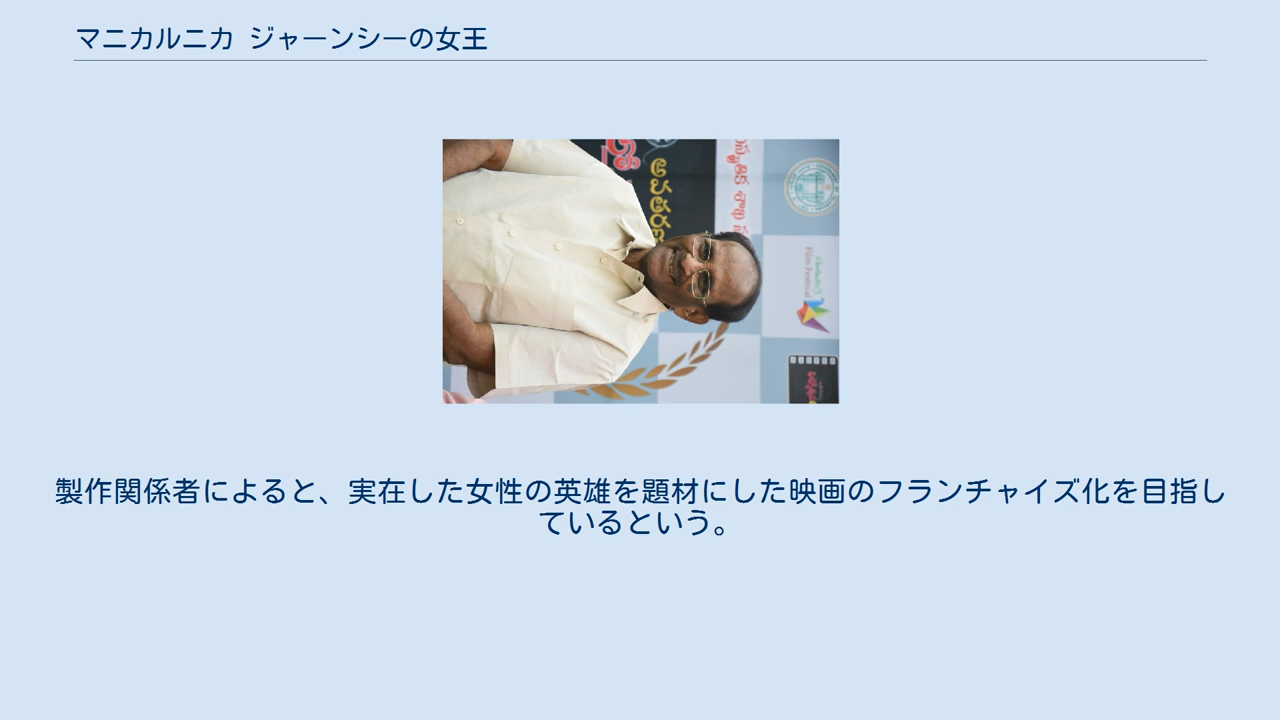 マニカルニカ ジャーンシーの女王
Film Festival
製作関係者によると、実在した女性の英雄を題材にした映画のフランチャイズ化を目指し
ているという。